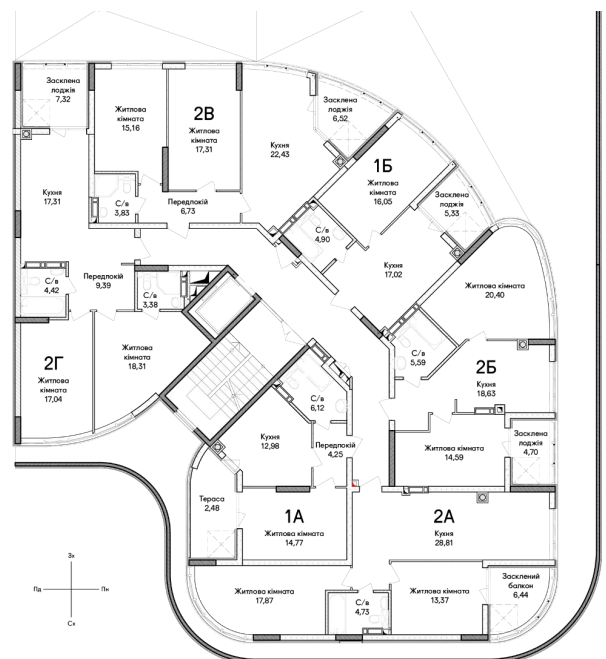 Засклена
лоджія
7,32
Житлова
кімната
15,16
2В
Житлова
кімната
17,31
Кухня
22,43
Засклена
лоджія
6,52
1Б
Житлова
кімната
16,05
Засклена
лоджія
5,33
Кухня
17,31
С/в
3,83
Передпокій
6,73
С/в
4,90
Кухня
17,02
Житлова кімната
20,40
С/в
4,42
Передпокій
9,39
С/в
3,38
2Г
Житлова
кімната
17,04
Житлова
кімната
18,31
С/в
5,59
2Б
Кухня
18,63
С/в
6,12
Кухня
12,98
Передпокій
4,25
Житлова кімната
14,59
Засклена
лоджія
4,70
Тераса
2,48
1А
Житлова кімната
14,77
2А
Кухня
28,81
Житлова кімната
17,87
С/в
4,73
Житлова кімната
13,37
Засклений
балкон
6,44
Зх
Пд
Пн
Сх